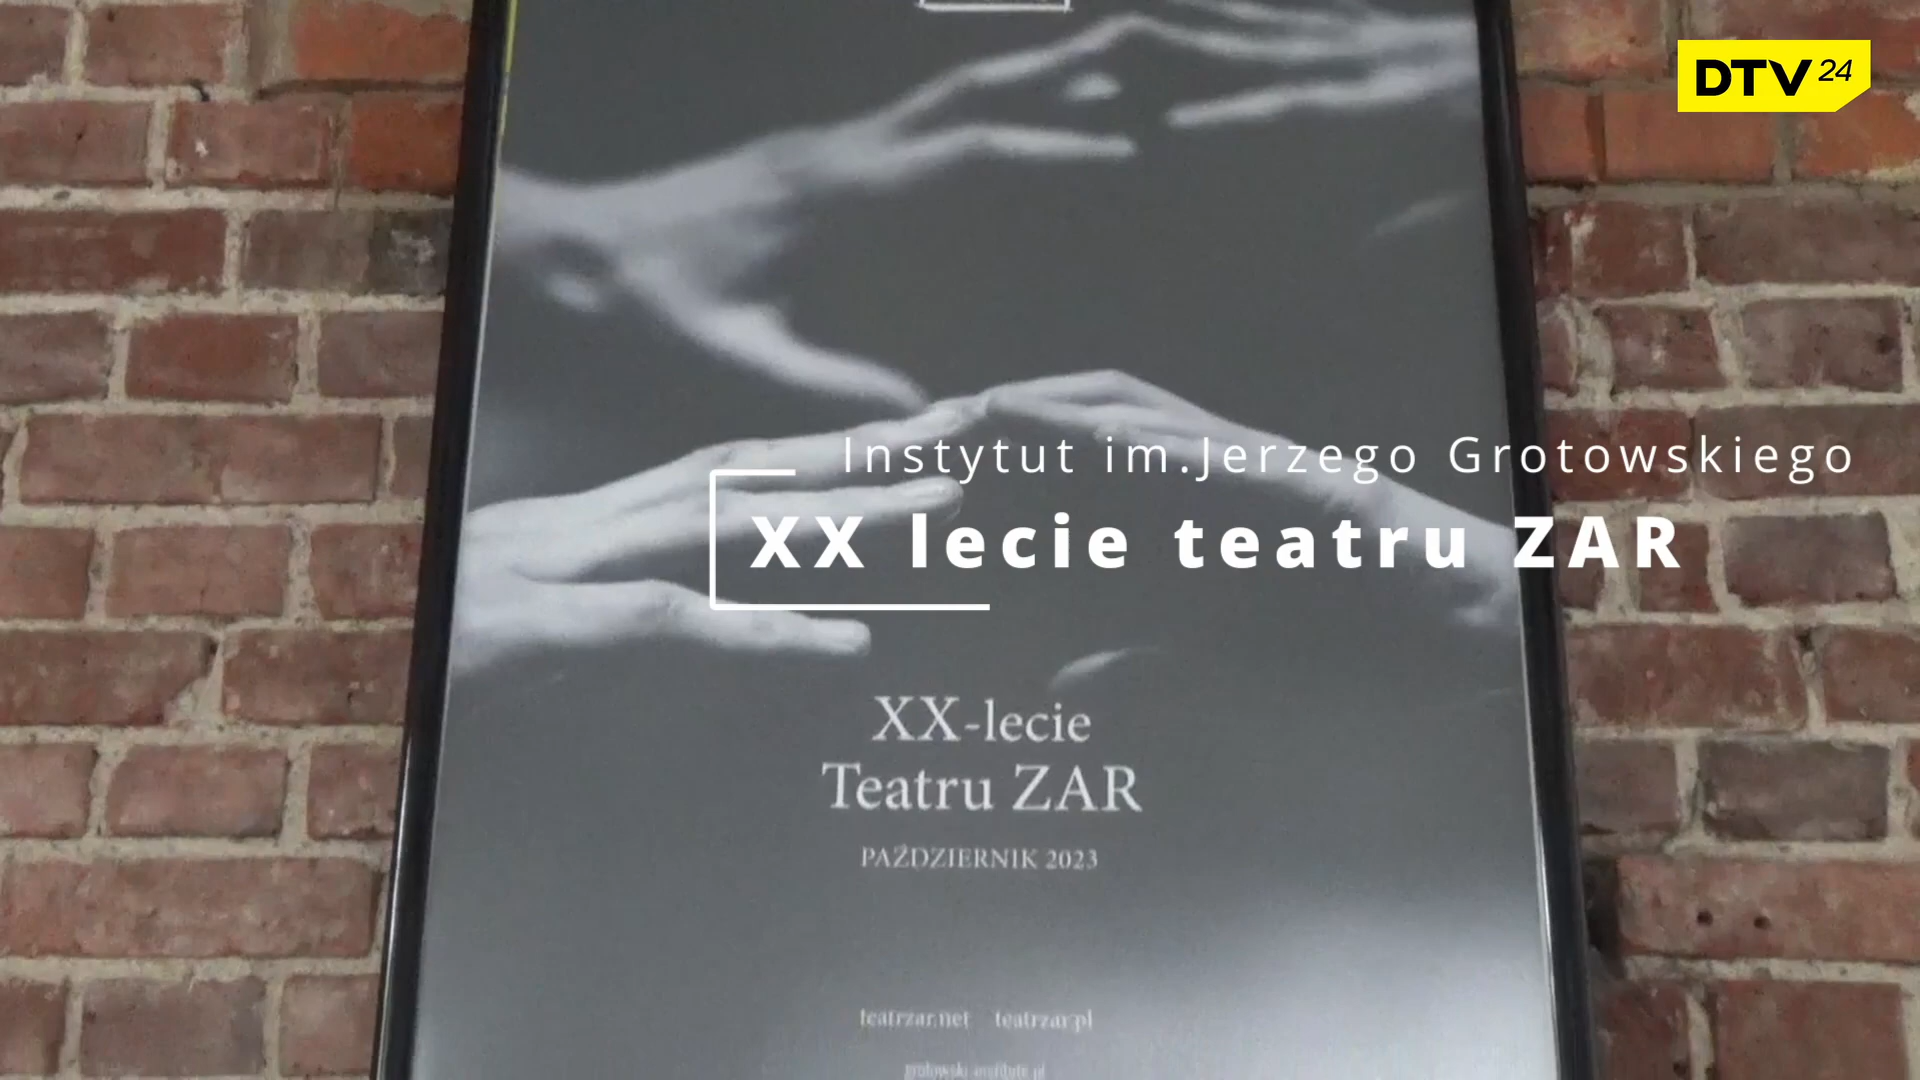 DTV 24
Instytut im.Jerzego Grotowskiego
XX lecie teatru ZAR
XX-lecie
Teatru ZAR
PAŹDZIERNIK 2023
teatrzar.net teatrzar.pl